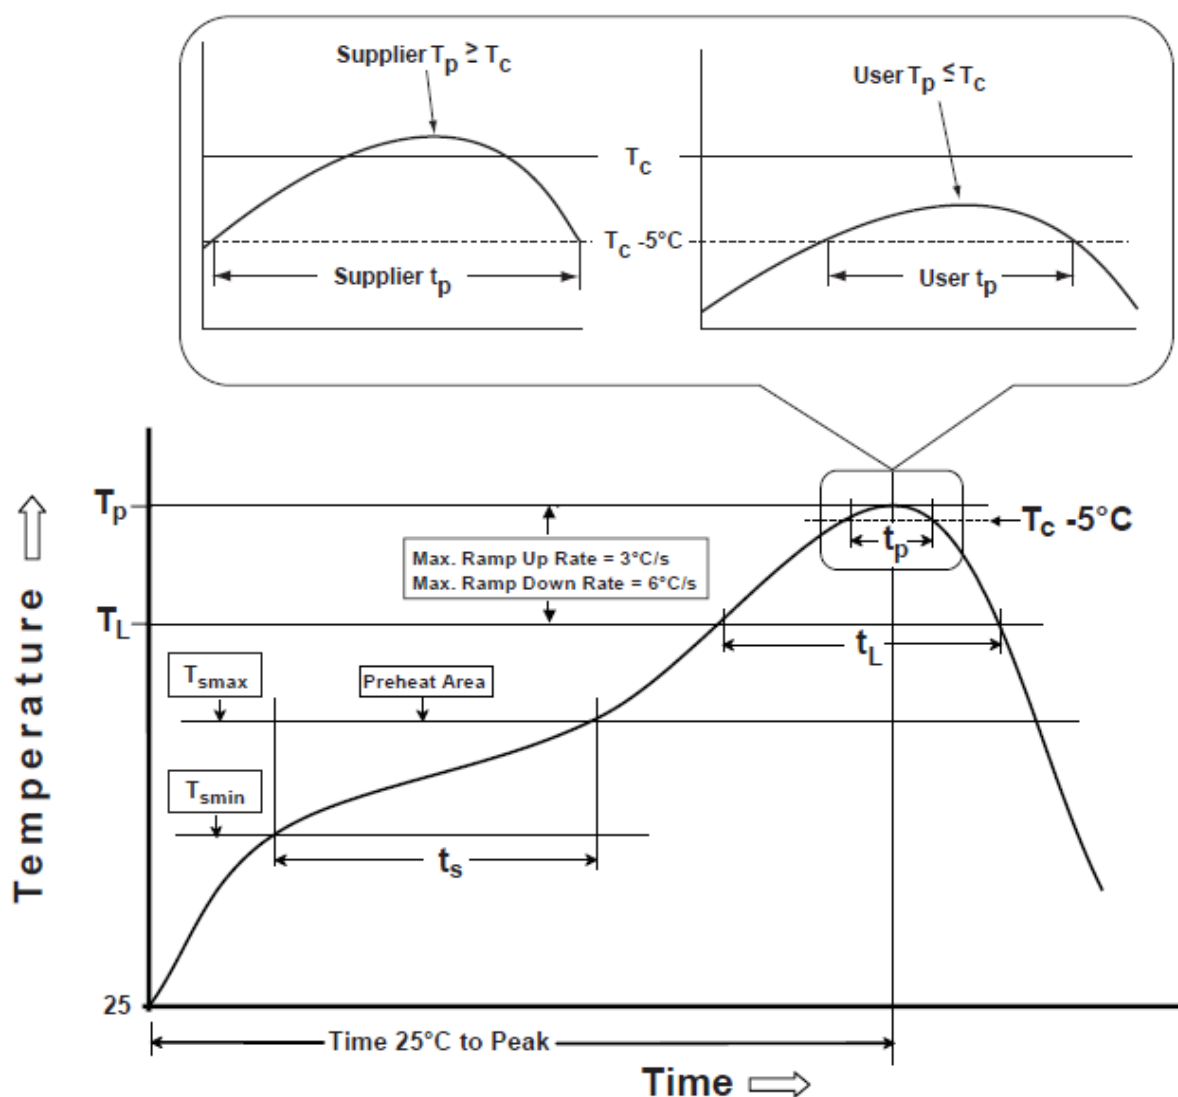 Supplier Tp ≥ Tc
User Tp ≤ Tc
Tc
Tc -5°C
Supplier tp
User tp
Tp
Tc -5°C
tp
Max. Ramp Up Rate = 3°C/s
Max. Ramp Down Rate = 6°C/s
TL
tL
Tsmax
Preheat Area
Tsmin
ts
Temperature
25
Time 25°C to Peak
Time